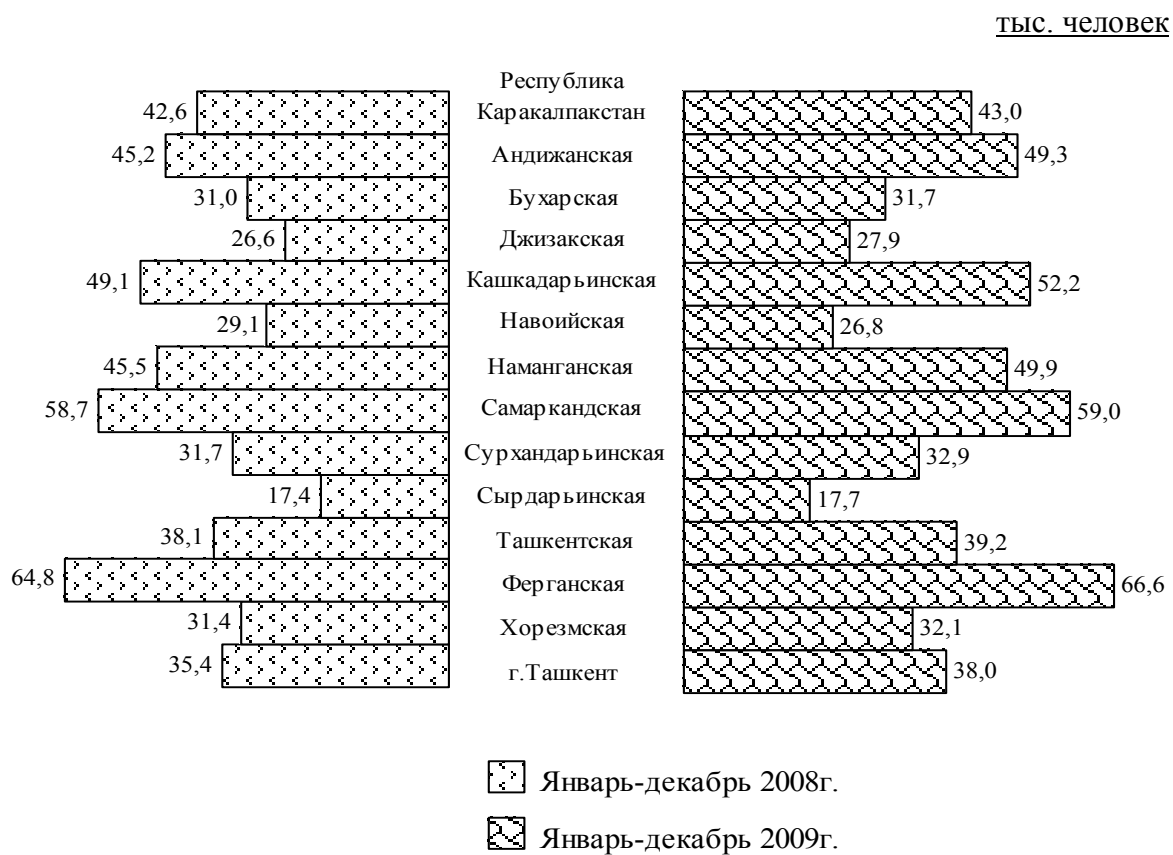 тыс. человек
Республика
42,6 Каракалпакстан 43,0
45,2 Андижанская 49,3
31,0 Бухарская 31,7
26,6 Джизакская 27,9
49,1 Кашкадарьинская 52,2
29,1 Навоийская 26,8
45,5 Наманганская 49,9
58,7 Самаркандская 59,0
31,7 Сурхандарьинская 32,9
17,4 Сырдарьинская 17,7
38,1 Ташкентская 39,2
64,8 Ферганская 66,6
31,4 Хорезмская 32,1
35,4 г.Ташкент 38,0
Январь-декабрь 2008г.
Январь-декабрь 2009г.